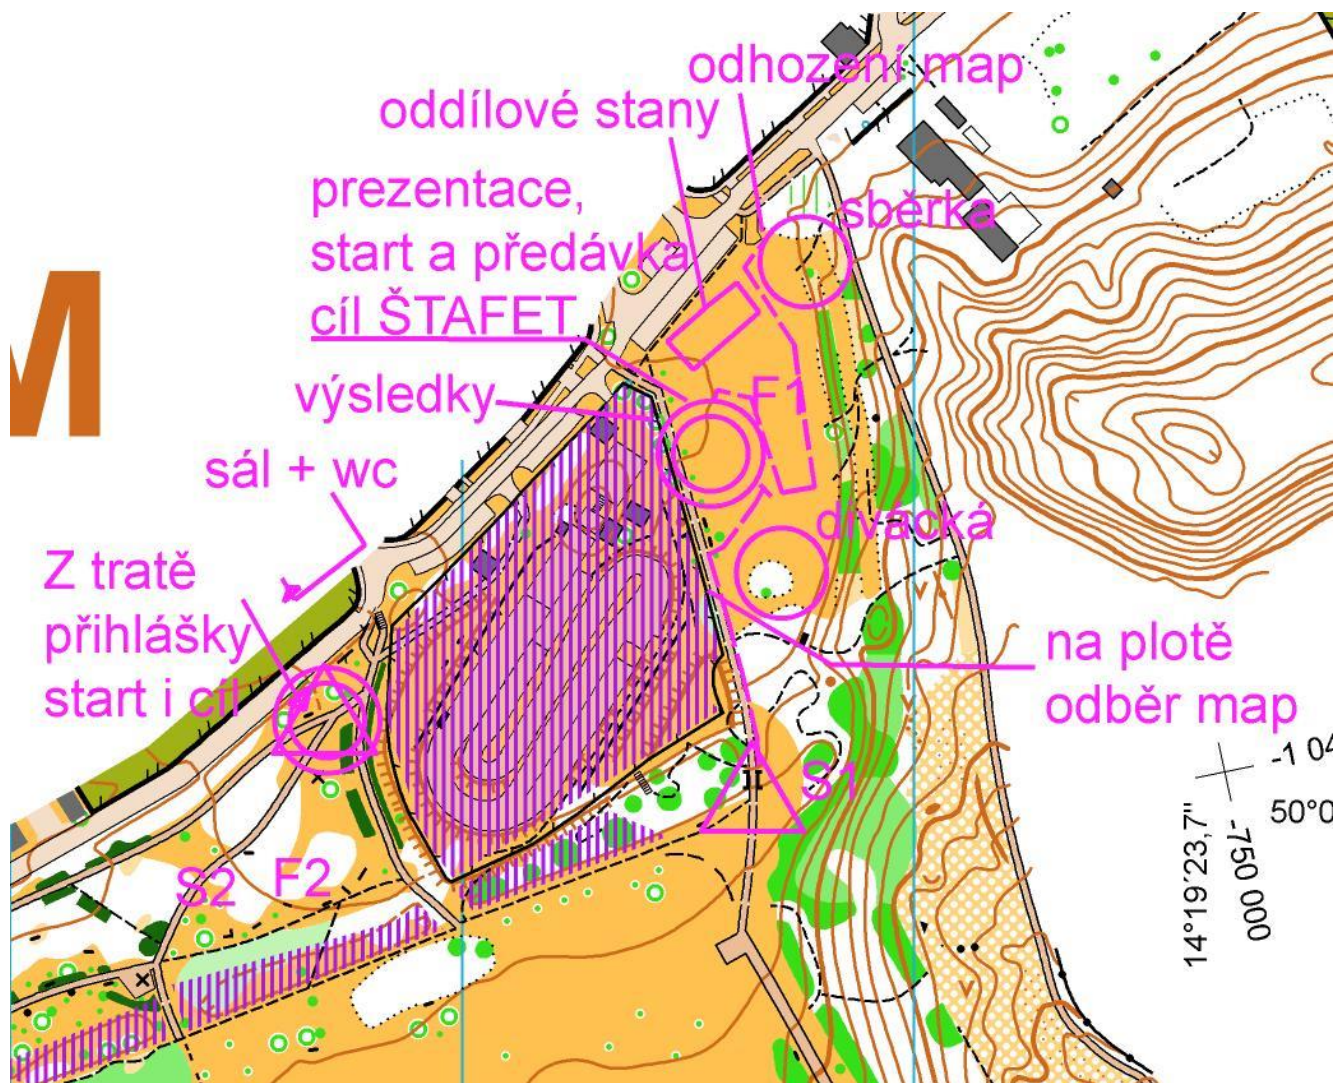 odhození map
oddílové stany
prezentace,
start a předávka
cíl ŠTAFET
sběrka
výsledky
F1
sál + wc
divácká
Z tratě
přihlášky
start i cíl
na plotě
odběr map
S1
S2
F2
M
-1 04
50°0
14°19'23,7"
-750 000